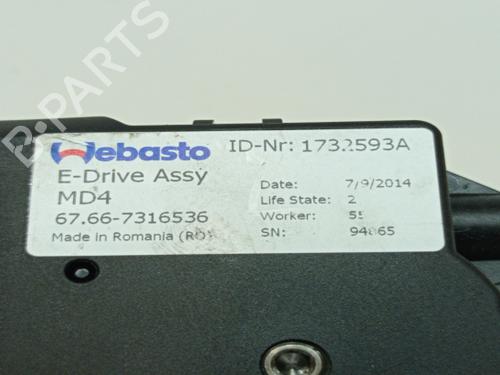 B-PARTS
Webasto
ID-Nr: 1732593A
E-Drive Assy
MD4
67.66-7316536
Made in Romania (RO)
Date: 7/9/2014
Life State: 2
Worker: 55
SN: 94865